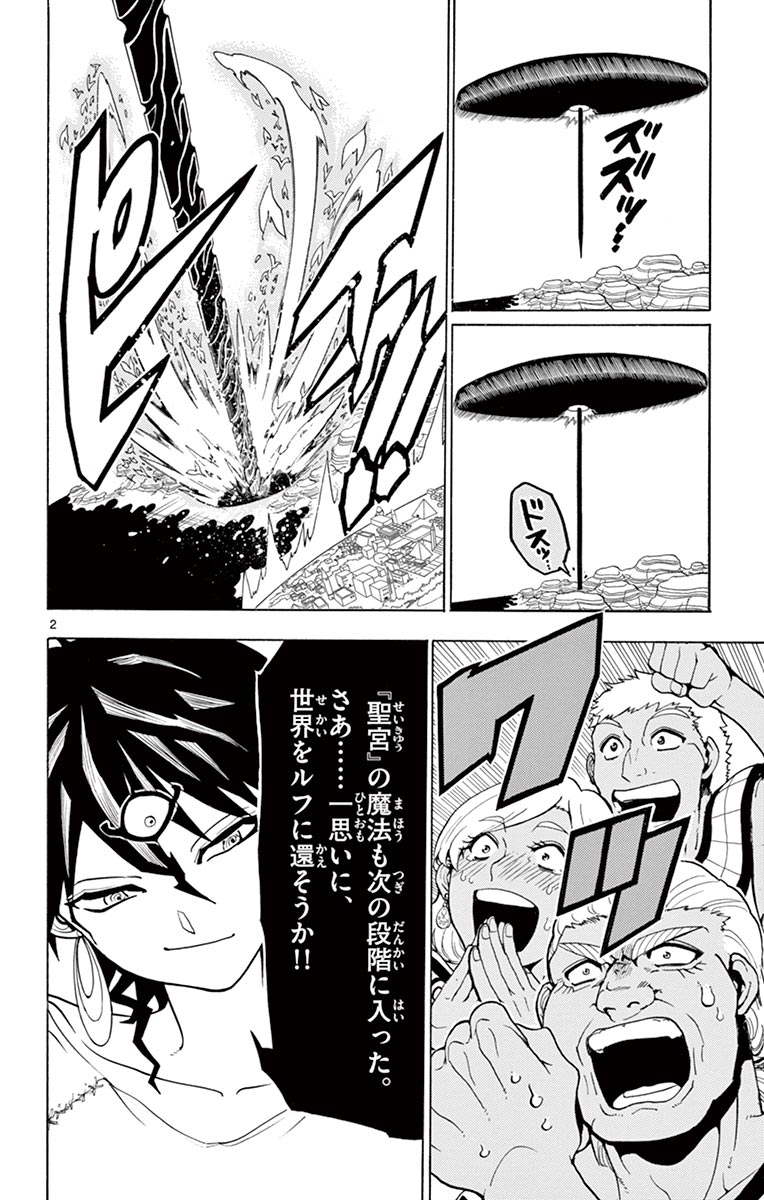 ズズッ…
ドスッ…
ピィィ!!
2
ワッ
『聖宮』の魔法も次の段階に入った。
さあ……一思いに、
世界をルフに還そうか!!